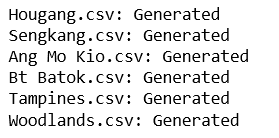 Hougang.csv: Generated
Sengkang.csv: Generated
Ang Mo Kio.csv: Generated
Bt Batok.csv: Generated
Tampines.csv: Generated
Woodlands.csv: Generated